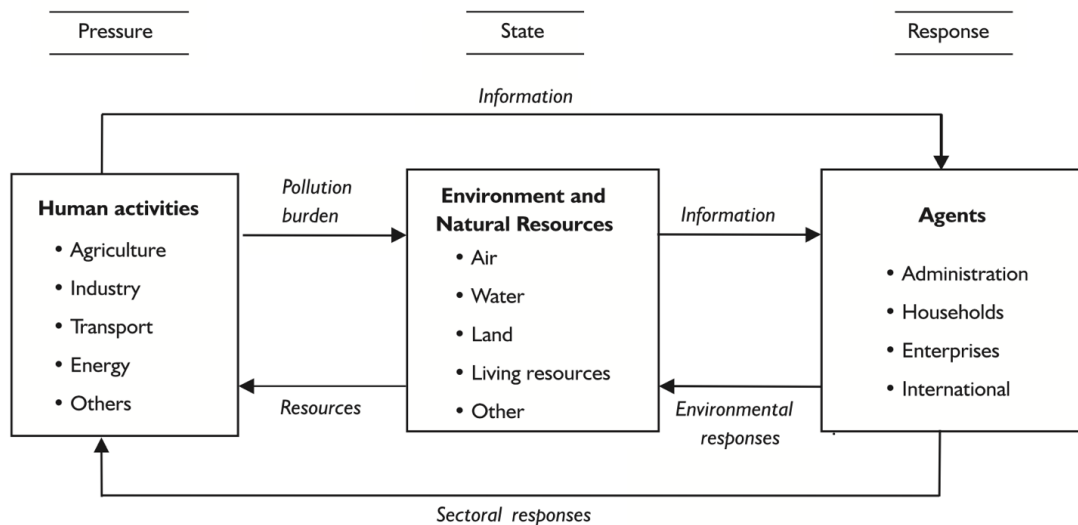 Pressure
State
Response
Information
Human activities
• Agriculture
• Industry
• Transport
• Energy
• Others
Pollution
burden
Resources
Environment and
Natural Resources
• Air
• Water
• Land
• Living resources
• Other
Information
Environmental
responses
Agents
• Administration
• Households
• Enterprises
• International
Sectoral responses